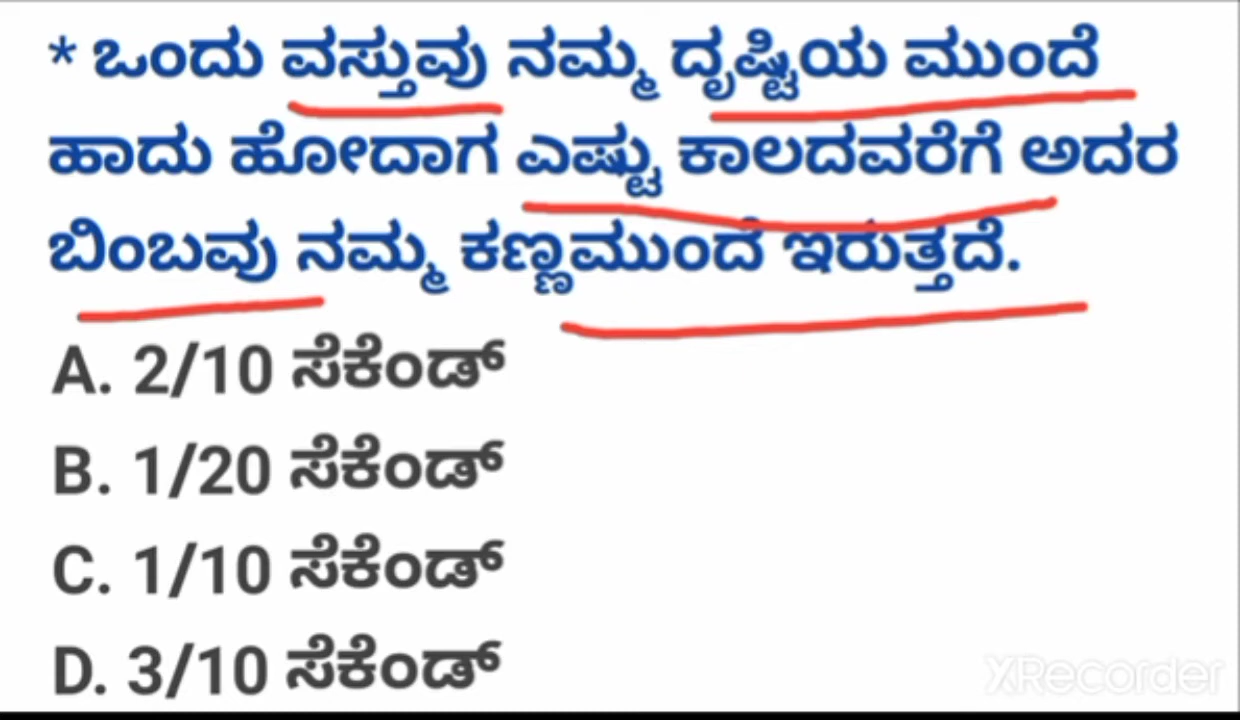 * ಒಂದು ವಸ್ತುವು ನಮ್ಮ ದೃಷ್ಟಿಯ ಮುಂದೆ
ಹಾದು ಹೋದಾಗ ಎಷ್ಟು ಕಾಲದವರೆಗೆ ಅದರ
ಬಿಂಬವು ನಮ್ಮ ಕಣ್ಣಮುಂದೆ ಇರುತ್ತದೆ.
A. 2/10 ಸೆಕೆಂಡ್
B. 1/20 ಸೆಕೆಂಡ್
C. 1/10 ಸೆಕೆಂಡ್
D. 3/10 ಸೆಕೆಂಡ್
XRecorder